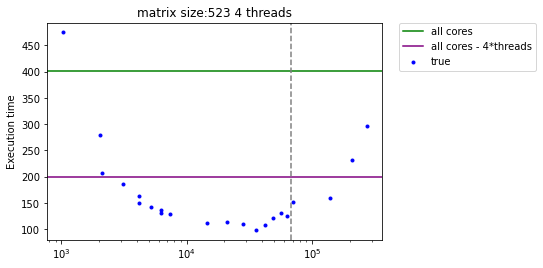 matrix size:523 4 threads
Execution time
450
400
350
300
250
200
150
100
10³
10⁴
10⁵
all cores
all cores - 4*threads
true